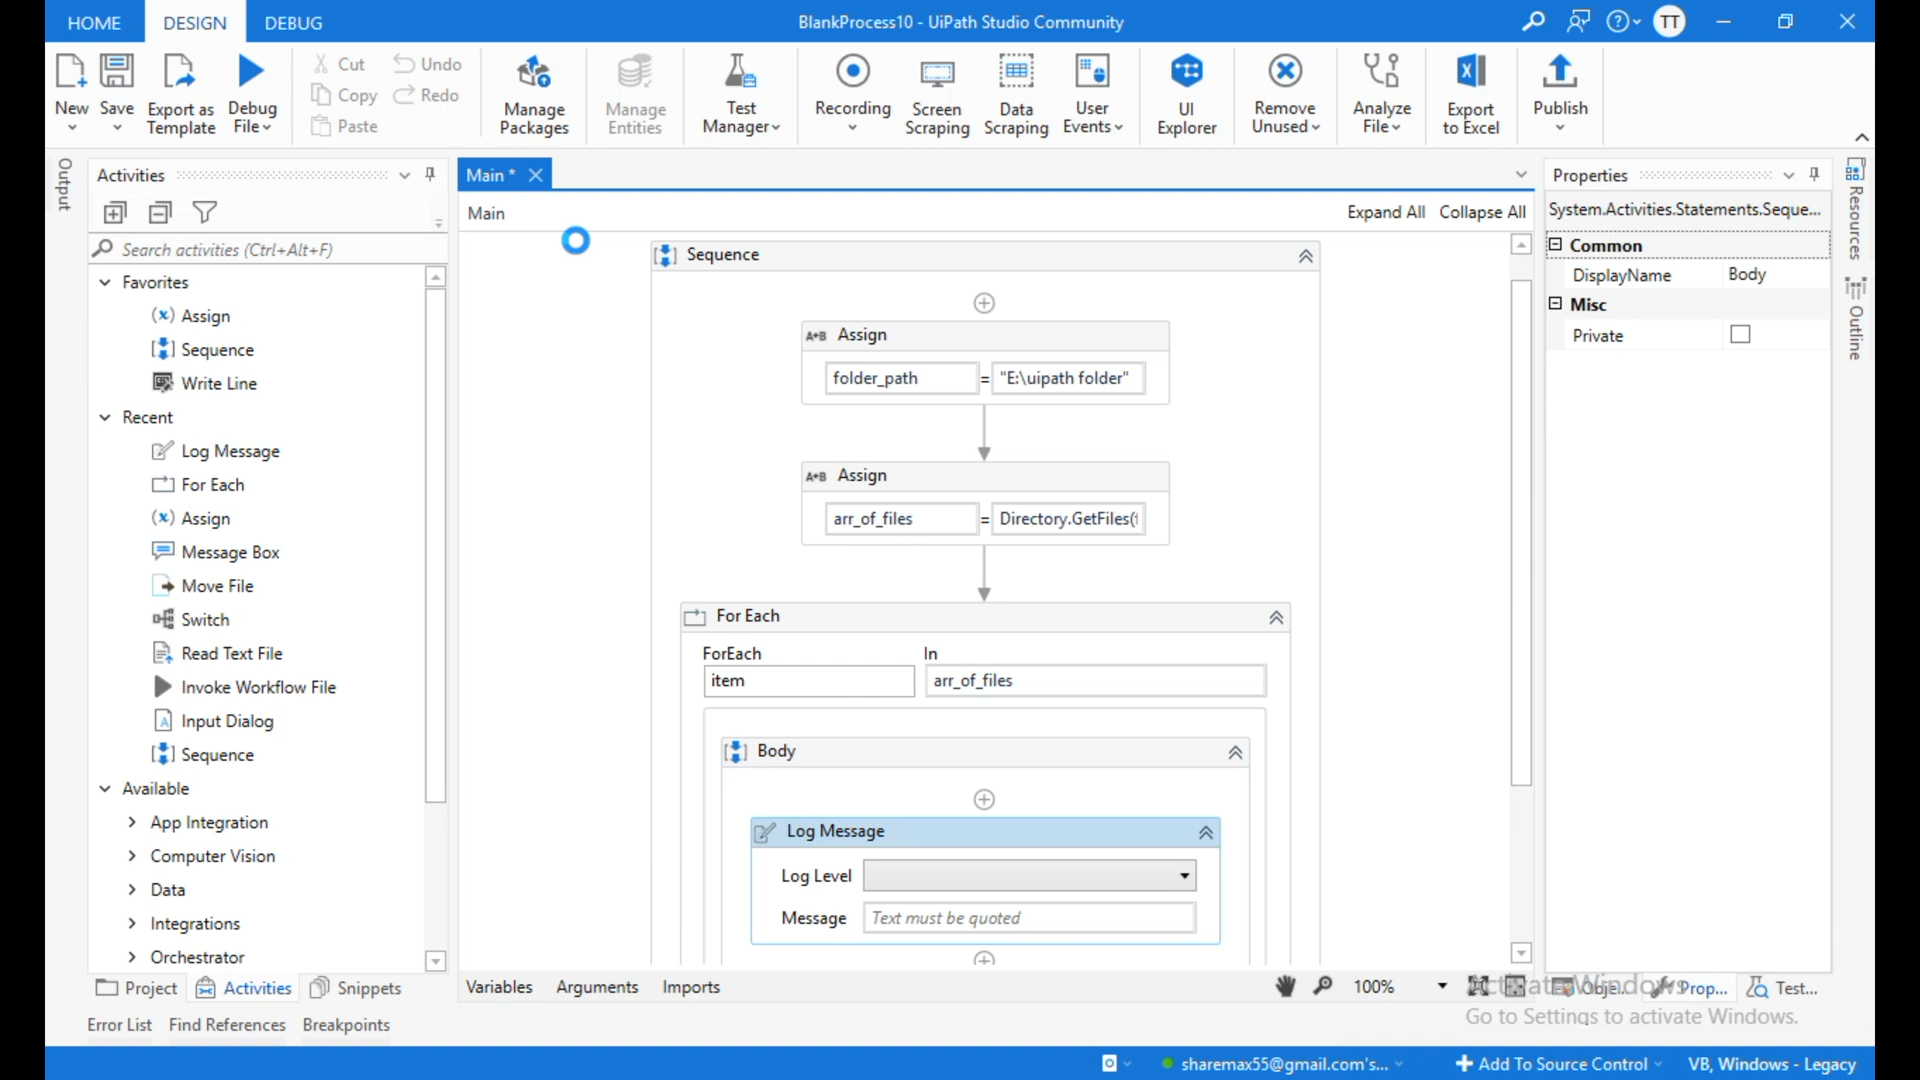 HOME DESIGN DEBUG BlankProcess10 - UiPath Studio Community TT
New Save Export as Template Debug File Cut Copy Paste Undo Redo Manage Packages Manage Entities Test Manager Recording Screen Scraping Data Scraping User Events UI Explorer Remove Unused Analyze File Export to Excel Publish
Output
Activities
Search activities (Ctrl+Alt+F)
Favorites
Assign
Sequence
Write Line
Recent
Log Message
For Each
Assign
Message Box
Move File
Switch
Read Text File
Invoke Workflow File
Input Dialog
Sequence
Available
App Integration
Computer Vision
Data
Integrations
Orchestrator
Project Activities Snippets
Main *
Main Expand All Collapse All
Sequence
A+B Assign
folder_path = "E:\uipath folder"
A+B Assign
arr_of_files = Directory.GetFiles(f
For Each
ForEach In
item arr_of_files
Body
Log Message
Log Level
Message Text must be quoted
Variables Arguments Imports 100%
Properties
System.Activities.Statements.Seque...
Common
DisplayName Body
Misc
Private
Resources
Outline
Obje... Prop... Test...
Activate Windows
Go to Settings to activate Windows.
Error List Find References Breakpoints
sharemax55@gmail.com's... Add To Source Control VB, Windows - Legacy